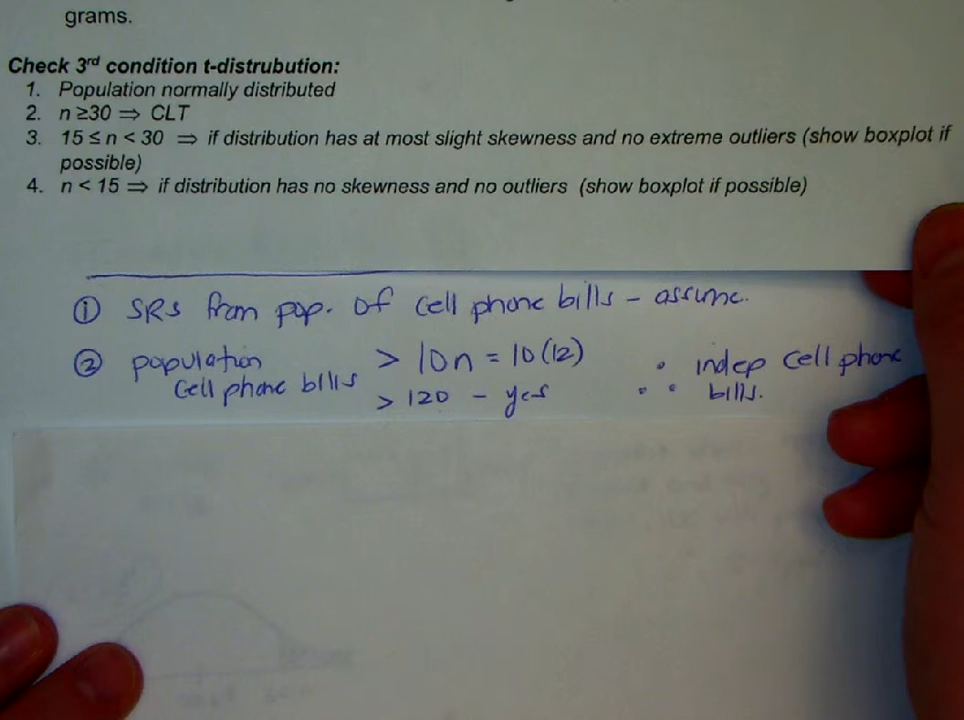 grams.
Check 3rd condition t-distrubution:
1. Population normally distributed
2. n ≥30 ⇒ CLT
3. 15 ≤ n < 30 ⇒ if distribution has at most slight skewness and no extreme outliers (show boxplot if
possible)
4. n < 15 ⇒ if distribution has no skewness and no outliers (show boxplot if possible)
① SRS from pop. of cell phone bills - assume.
② population > 10n = 10(12) ∴ indep cell phone
cell phone bills > 120 - yes bills.